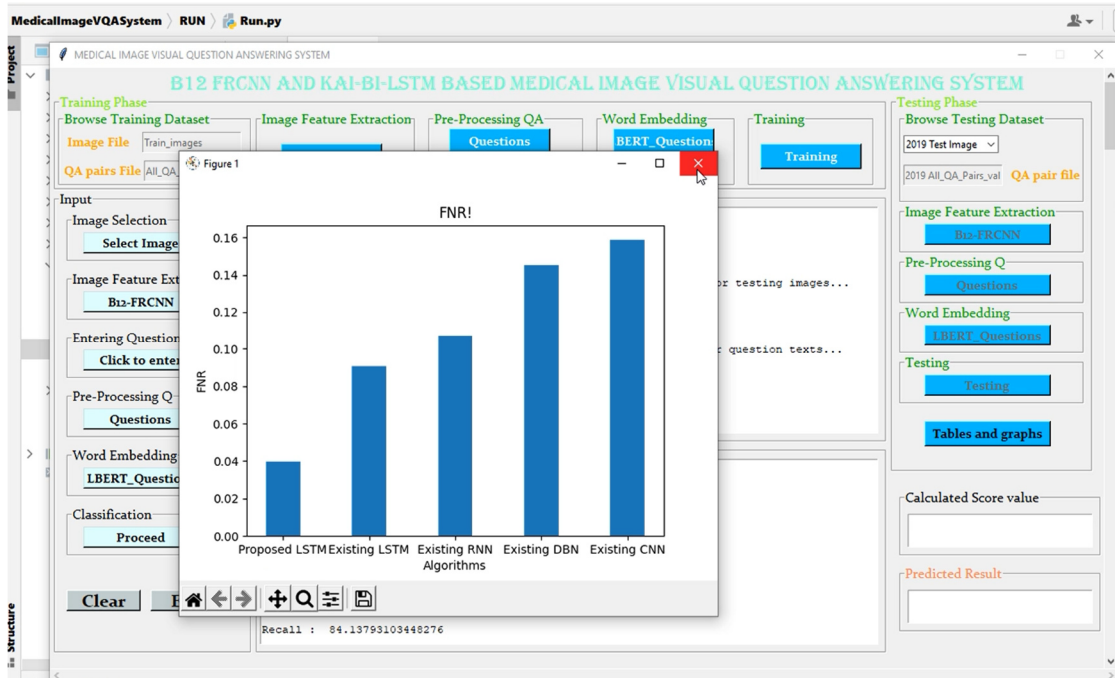 MedicalImageVQASystem RUN Run.py
Project
MEDICAL IMAGE VISUAL QUESTION ANSWERING SYSTEM
B12 FRCNN AND KAI-BI-LSTM BASED MEDICAL IMAGE VISUAL QUESTION ANSWERING SYSTEM
Training Phase
Browse Training Dataset
Image File Train_images
QA pairs File All_QA_
Image Feature Extraction
Pre-Processing QA
Questions
Word Embedding
BERT_Question
Training
Training
Testing Phase
Browse Testing Dataset
2019 Test Image
2019 All_QA_Pairs_val QA pair file
Input
Image Selection
Select Image
Image Feature Ext
B12-FRCNN
Entering Question
Click to enter
Pre-Processing Q
Questions
Word Embedding
LBERT_Questio
Classification
Proceed
Clear E
Figure 1
FNR!
0.16
0.14
0.12
0.10
0.08
0.06
0.04
0.02
0.00
FNR
Proposed LSTM Existing LSTM Existing RNN Existing DBN Existing CNN
Algorithms
or testing images...
question texts...
Recall : 84.13793103448276
Image Feature Extraction
B12-FRCNN
Pre-Processing Q
Questions
Word Embedding
LBERT_Questions
Testing
Testing
Tables and graphs
Calculated Score value
Predicted Result
Structure